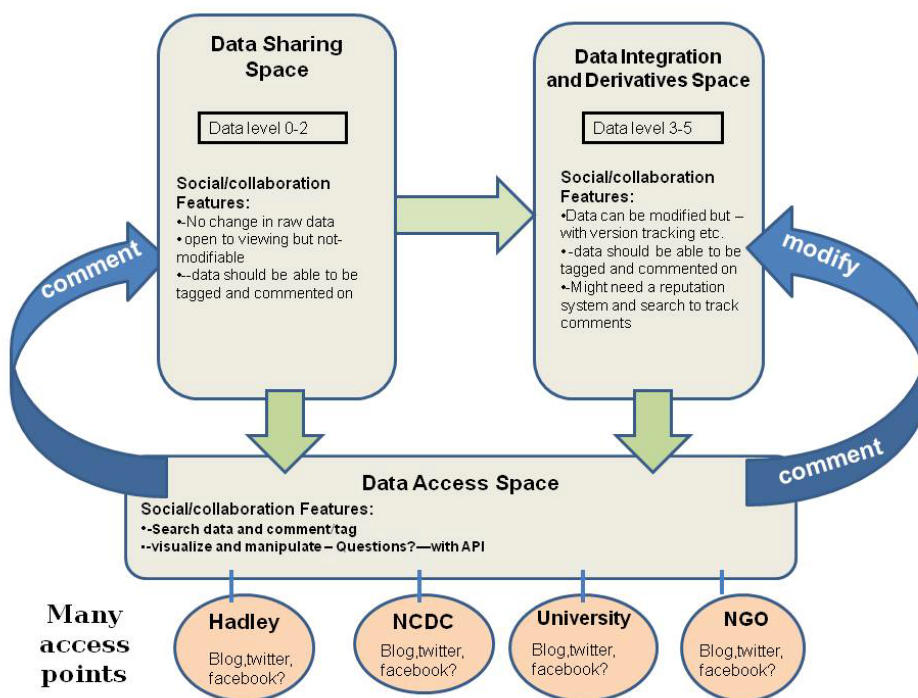 Data Sharing
Space
Data level 0-2
Social/collaboration
Features:
•-No change in raw data
•open to viewing but not-
modifiable
•--data should be able to be
tagged and commented on
Data Integration
and Derivatives Space
Data level 3-5
Social/collaboration
Features:
•Data can be modified but –
with version tracking etc.
•-data should be able to be
tagged and commented on
•-Might need a reputation
system and search to track
comments
comment
modify
comment
Data Access Space
Social/collaboration Features:
•-Search data and comment/tag
•-visualize and manipulate – Questions?—with API
Many
access
points
Hadley
Blog,twitter,
facebook?
NCDC
Blog,twitter,
facebook?
University
Blog,twitter,
facebook?
NGO
Blog,twitter,
facebook?